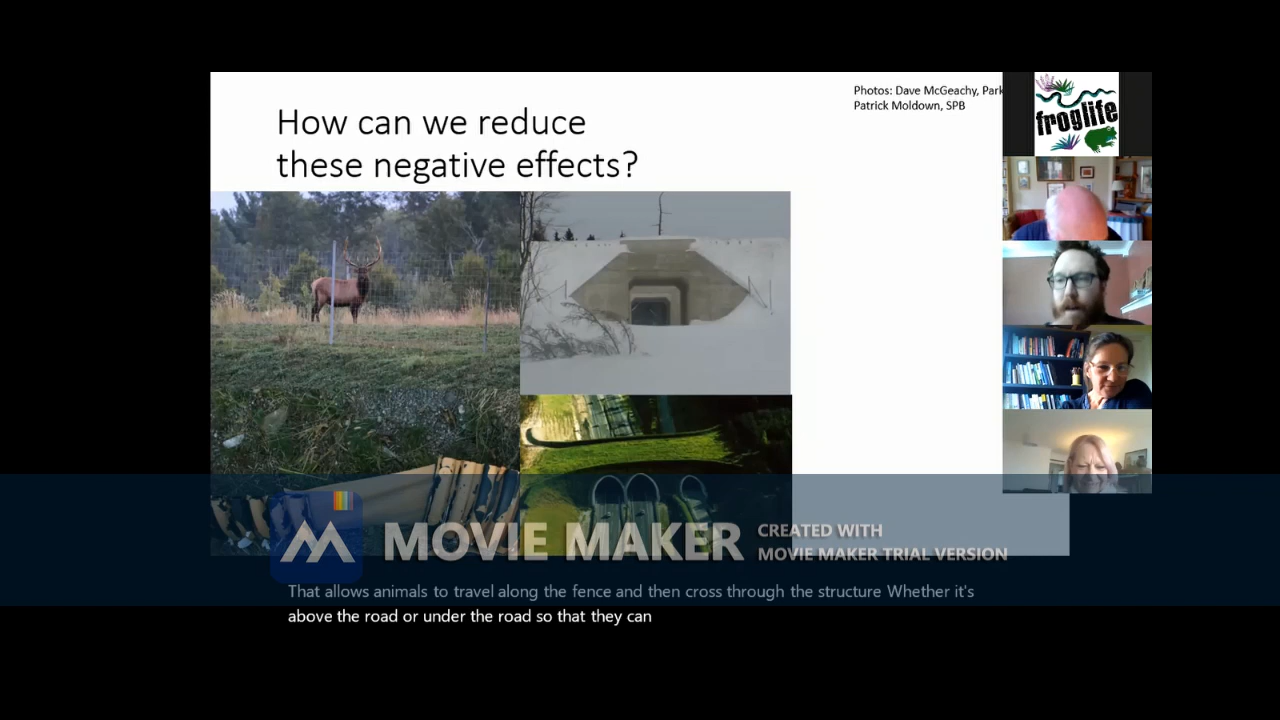 Photos: Dave McGeachy, Park
Patrick Moldown, SPB
froglife
How can we reduce
these negative effects?
MOVIE MAKER
CREATED WITH
MOVIE MAKER TRIAL VERSION
That allows animals to travel along the fence and then cross through the structure Whether it's
above the road or under the road so that they can